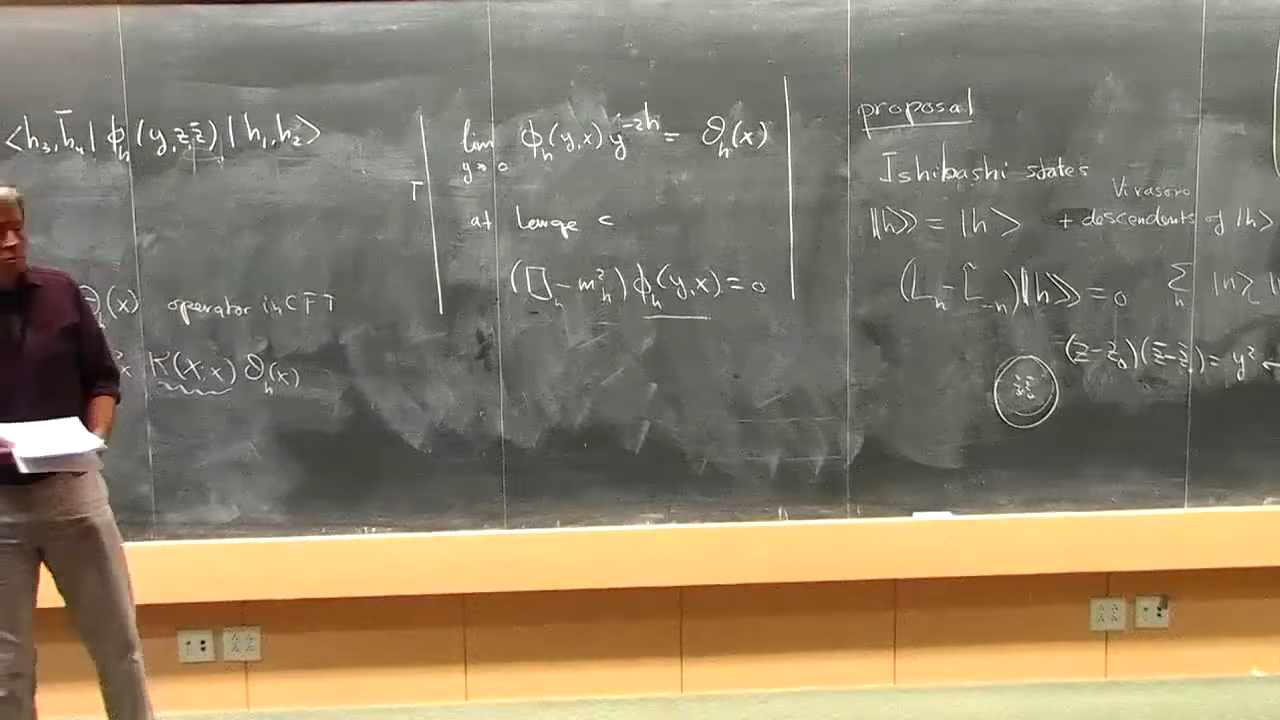 <h₃, h̄₄| ϕ_h(y,z,z̄) |h₁,h₂>
(x) operator in CFT
K(x,x) O_h(x)
T
lim_{y→0} ϕ_h(y,x) y^{-2h} = O_h(x)
at large c
(□_h - m_h²) ϕ_h(y,x) = 0
proposal
Ishibashi states
Virasoro
|h>> = |h> + descendents of |h>
(L_n - L̄_{-n})|h>> = 0
(z-z₀)(z̄-z̄₀) = y² ←